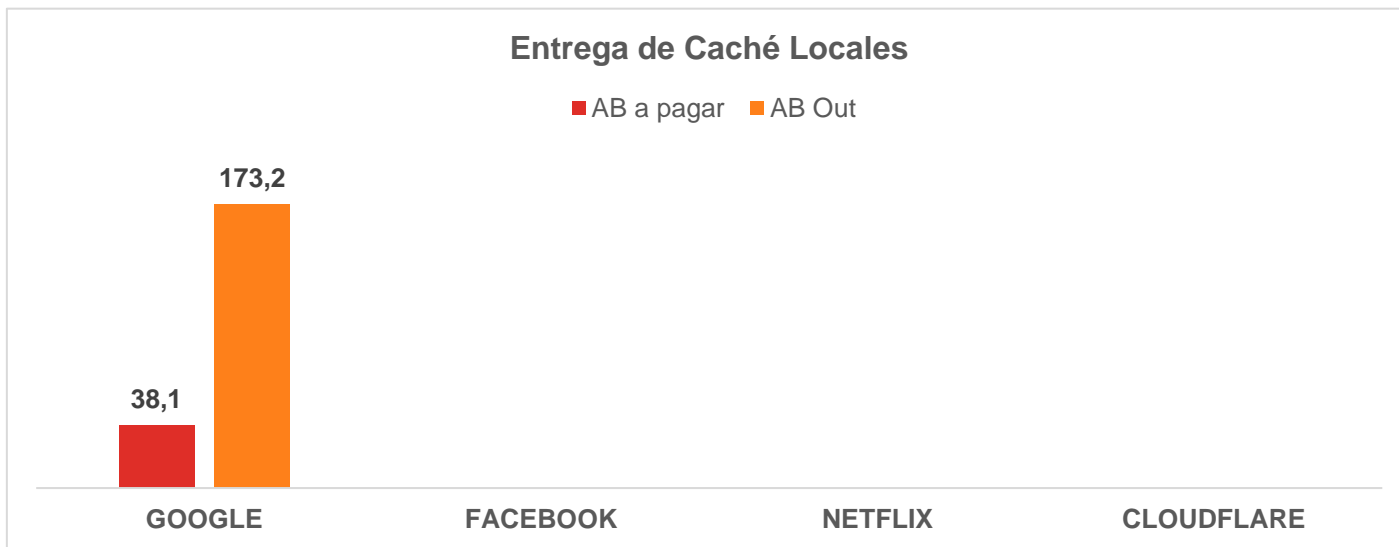 Entrega de Caché Locales
AB a pagar AB Out
173,2
38,1
GOOGLE FACEBOOK NETFLIX CLOUDFLARE